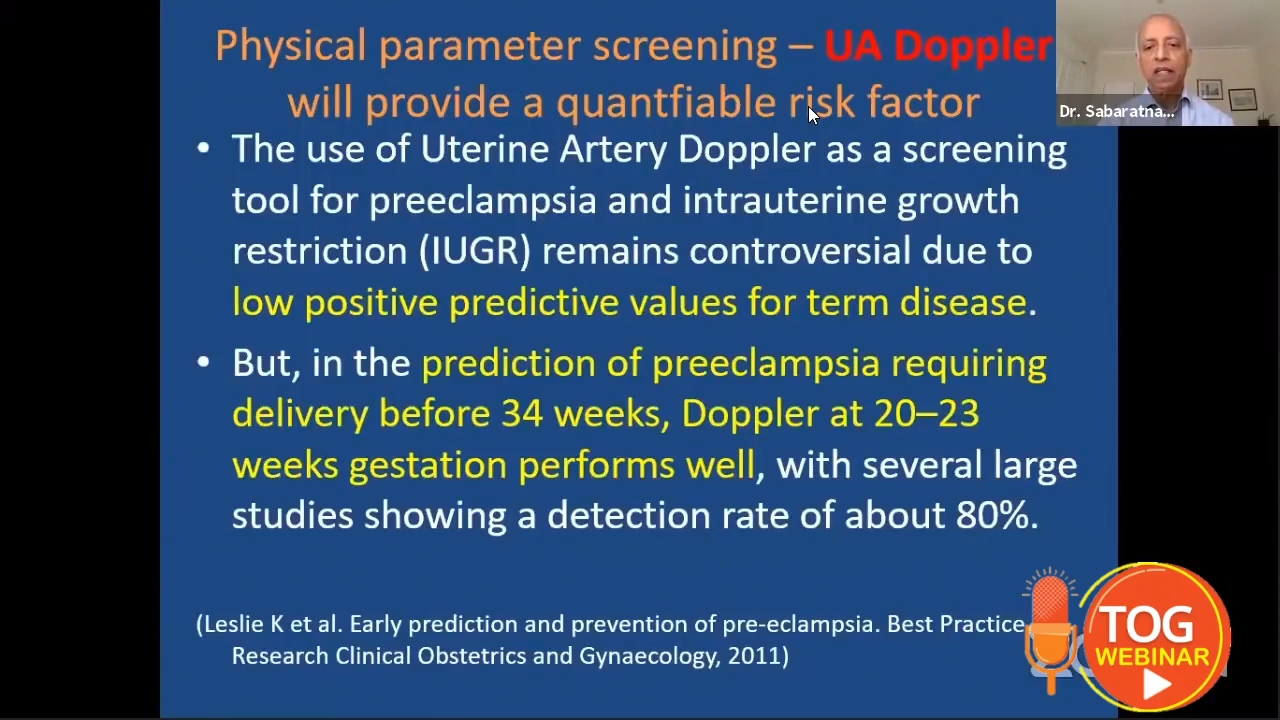 Physical parameter screening – UA Doppler
will provide a quantfiable risk factor
Dr. Sabaratna...
• The use of Uterine Artery Doppler as a screening
tool for preeclampsia and intrauterine growth
restriction (IUGR) remains controversial due to
low positive predictive values for term disease.
• But, in the prediction of preeclampsia requiring
delivery before 34 weeks, Doppler at 20–23
weeks gestation performs well, with several large
studies showing a detection rate of about 80%.
(Leslie K et al. Early prediction and prevention of pre-eclampsia. Best Practice
Research Clinical Obstetrics and Gynaecology, 2011)
TOG
WEBINAR